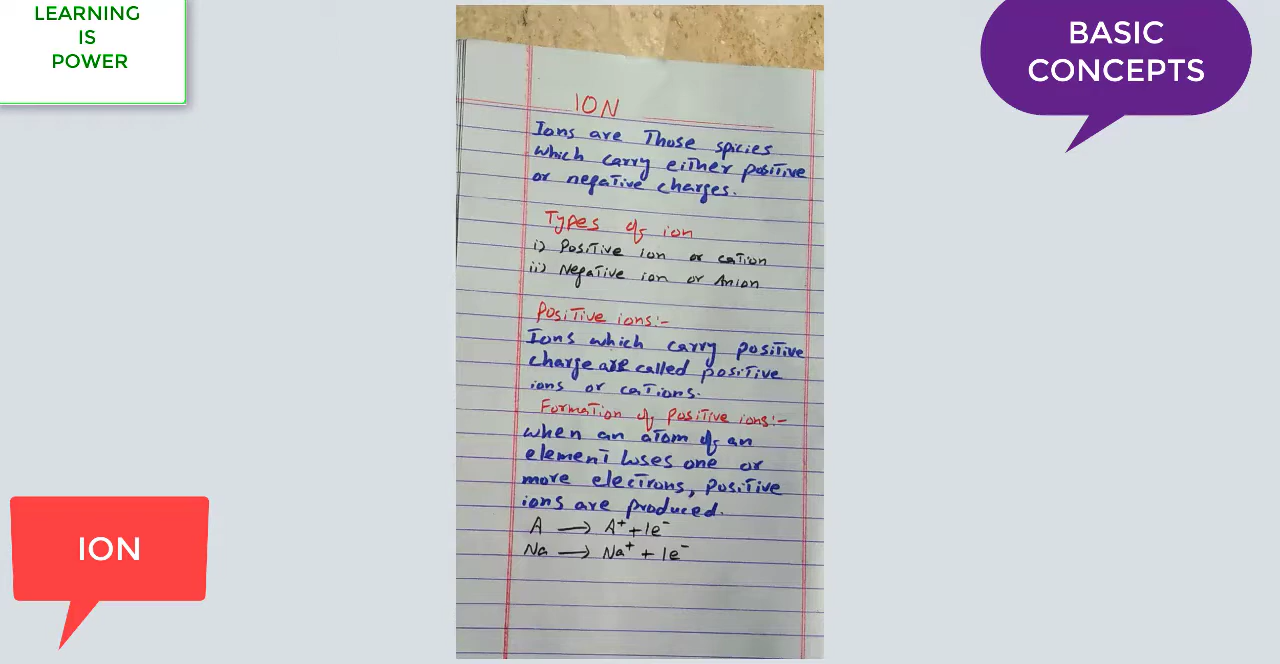 LEARNING
IS
POWER
BASIC
CONCEPTS
ION
Ions are Those spicies
which carry either positive
or negative charges.
Types of ion
i) Positive ion or cation
ii) Negative ion or Anion
Positive ions:-
Ions which carry positive
charge are called positive
ions or cations.
Formation of positive ions:-
when an atom of an
element loses one or
more electrons, positive
ions are produced.
A ⟶ A⁺ + 1e⁻
Na ⟶ Na⁺ + 1e⁻
ION